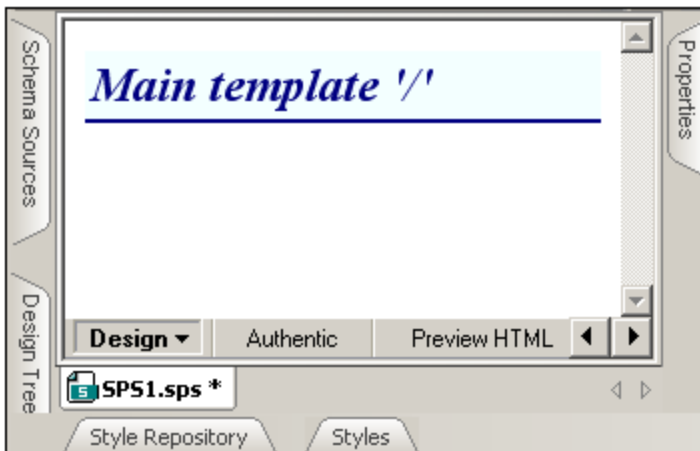 Schema Sources
Design Tree
Main template '/'
Properties
Design
Authentic
Preview HTML
SPS1.sps *
Style Repository
Styles